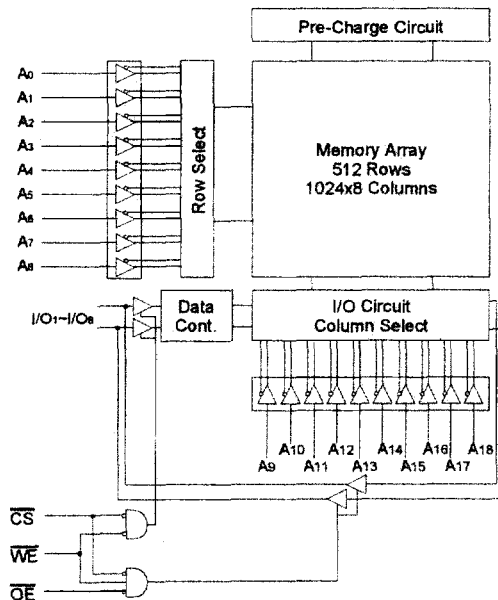 Pre-Charge Circuit
A0
A1
A2
A3
A4
A5
A6
A7
A8
Row Select
Memory Array
512 Rows
1024x8 Columns
I/O1~I/O8
Data
Cont.
I/O Circuit
Column Select
A10 A12 A14 A16 A18
A9 A11 A13 A15 A17
CS
WE
OE